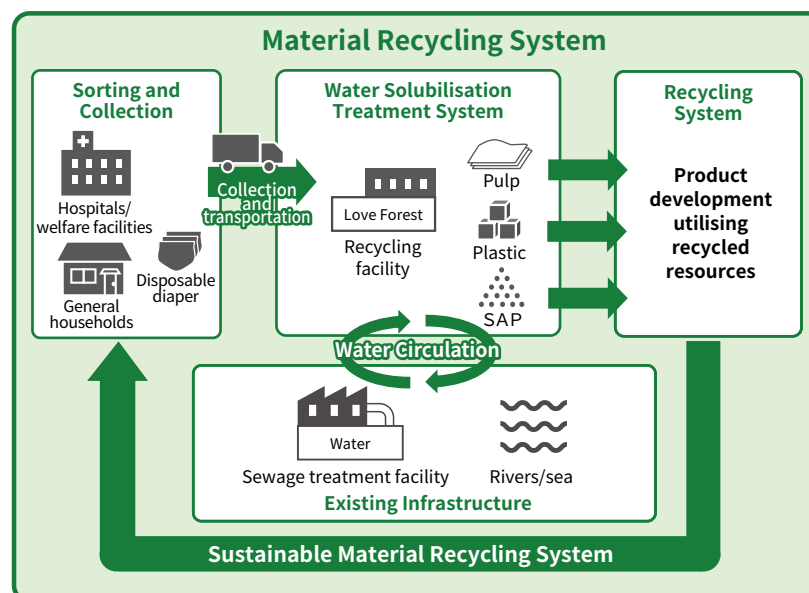 Material Recycling System
Sorting and
Collection
Hospitals/
welfare facilities
Disposable
diaper
General
households
Collection
and
transportation
Water Solubilisation
Treatment System
Love Forest
Recycling
facility
Pulp
Plastic
SAP
Recycling
System
Product
development
utilising
recycled
resources
Water Circulation
Water
Sewage treatment facility
Rivers/sea
Existing Infrastructure
Sustainable Material Recycling System